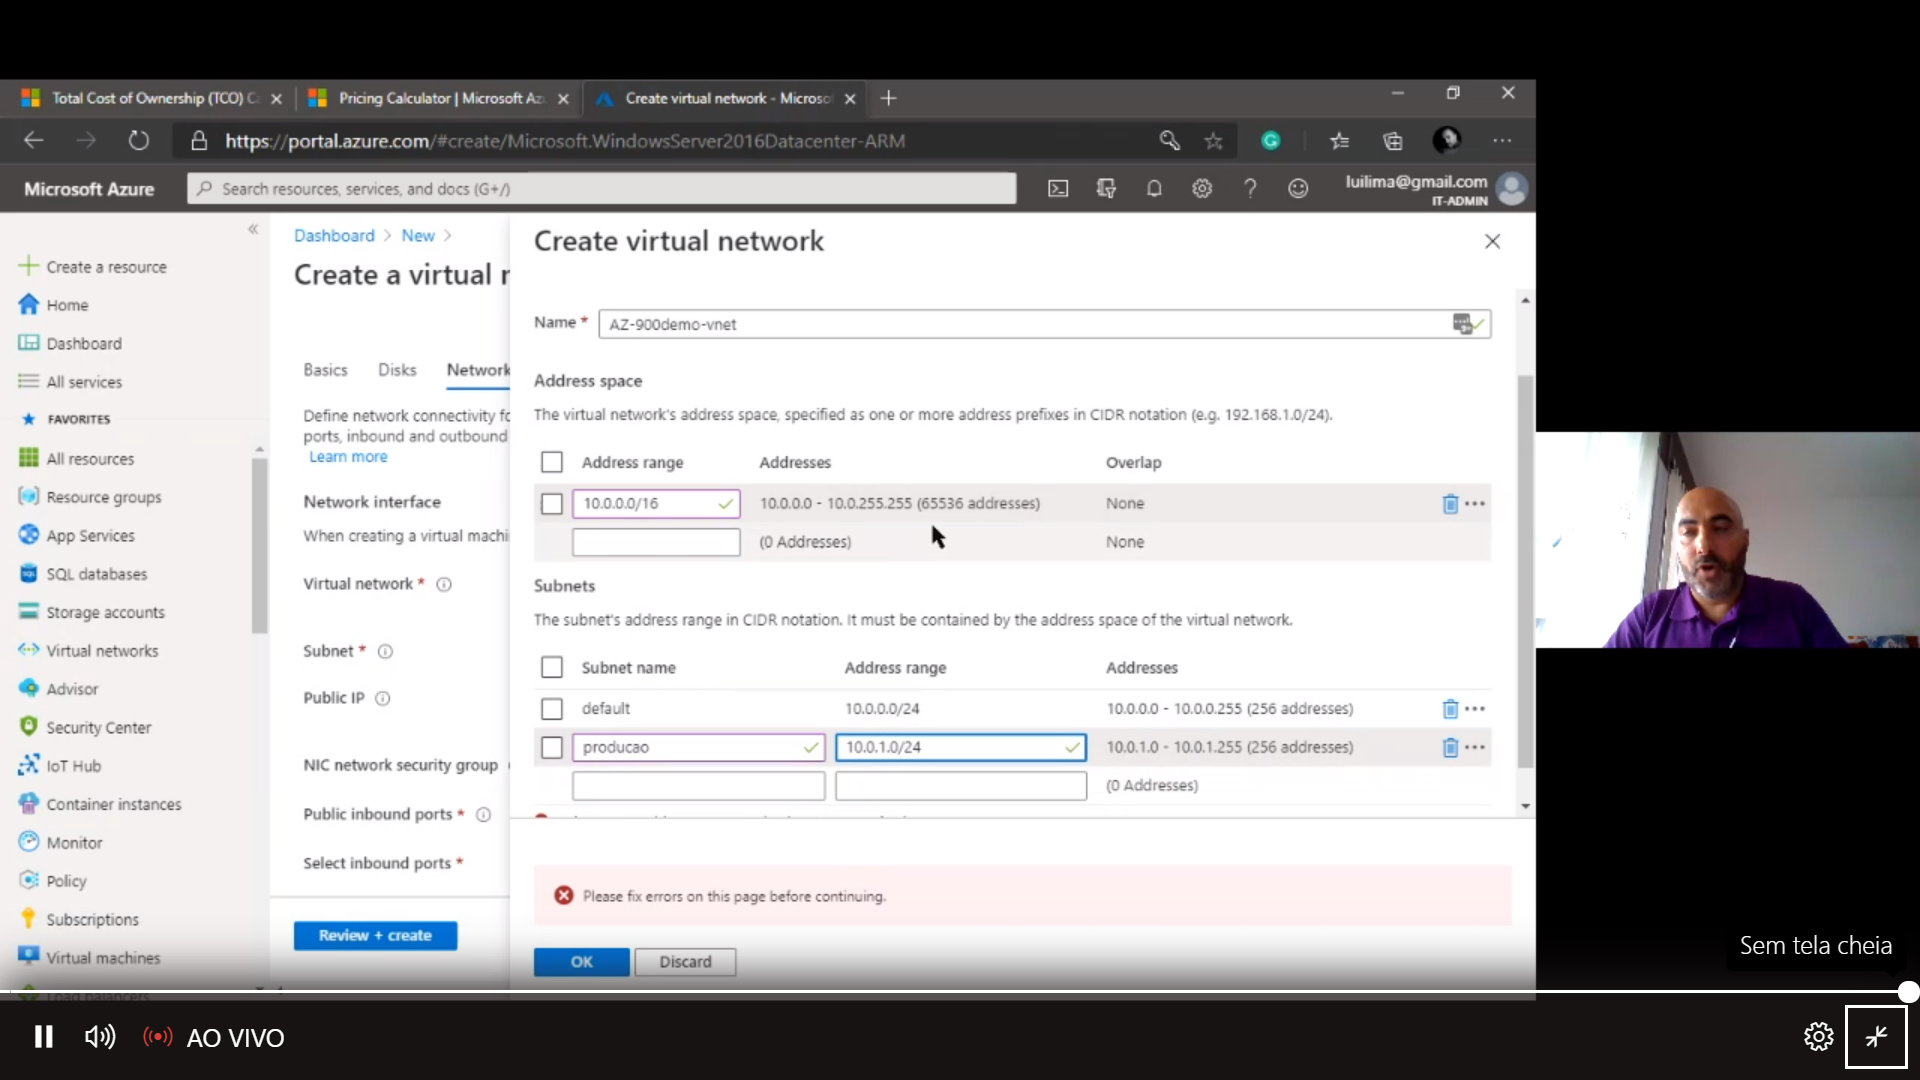 Total Cost of Ownership (TCO) C
Pricing Calculator | Microsoft Az
Create virtual network - Microso
https://portal.azure.com/#create/Microsoft.WindowsServer2016Datacenter-ARM
Microsoft Azure
Search resources, services, and docs (G+/)
luilima@gmail.com
IT-ADMIN
Create a resource
Home
Dashboard
All services
FAVORITES
All resources
Resource groups
App Services
SQL databases
Storage accounts
Virtual networks
Advisor
Security Center
IoT Hub
Container instances
Monitor
Policy
Subscriptions
Virtual machines
Load balancers
Dashboard > New >
Create a virtual
Basics Disks Network
Define network connectivity fo
ports, inbound and outbound
Learn more
Network interface
When creating a virtual machi
Virtual network *
Subnet *
Public IP
NIC network security group
Public inbound ports *
Select inbound ports *
Review + create
Create virtual network
Name * AZ-900demo-vnet
Address space
The virtual network's address space, specified as one or more address prefixes in CIDR notation (e.g. 192.168.1.0/24).
Address range Addresses Overlap
10.0.0.0/16 10.0.0.0 - 10.0.255.255 (65536 addresses) None
(0 Addresses) None
Subnets
The subnet's address range in CIDR notation. It must be contained by the address space of the virtual network.
Subnet name Address range Addresses
default 10.0.0.0/24 10.0.0.0 - 10.0.0.255 (256 addresses)
producao 10.0.1.0/24 10.0.1.0 - 10.0.1.255 (256 addresses)
(0 Addresses)
Please fix errors on this page before continuing.
OK Discard
Sem tela cheia
AO VIVO